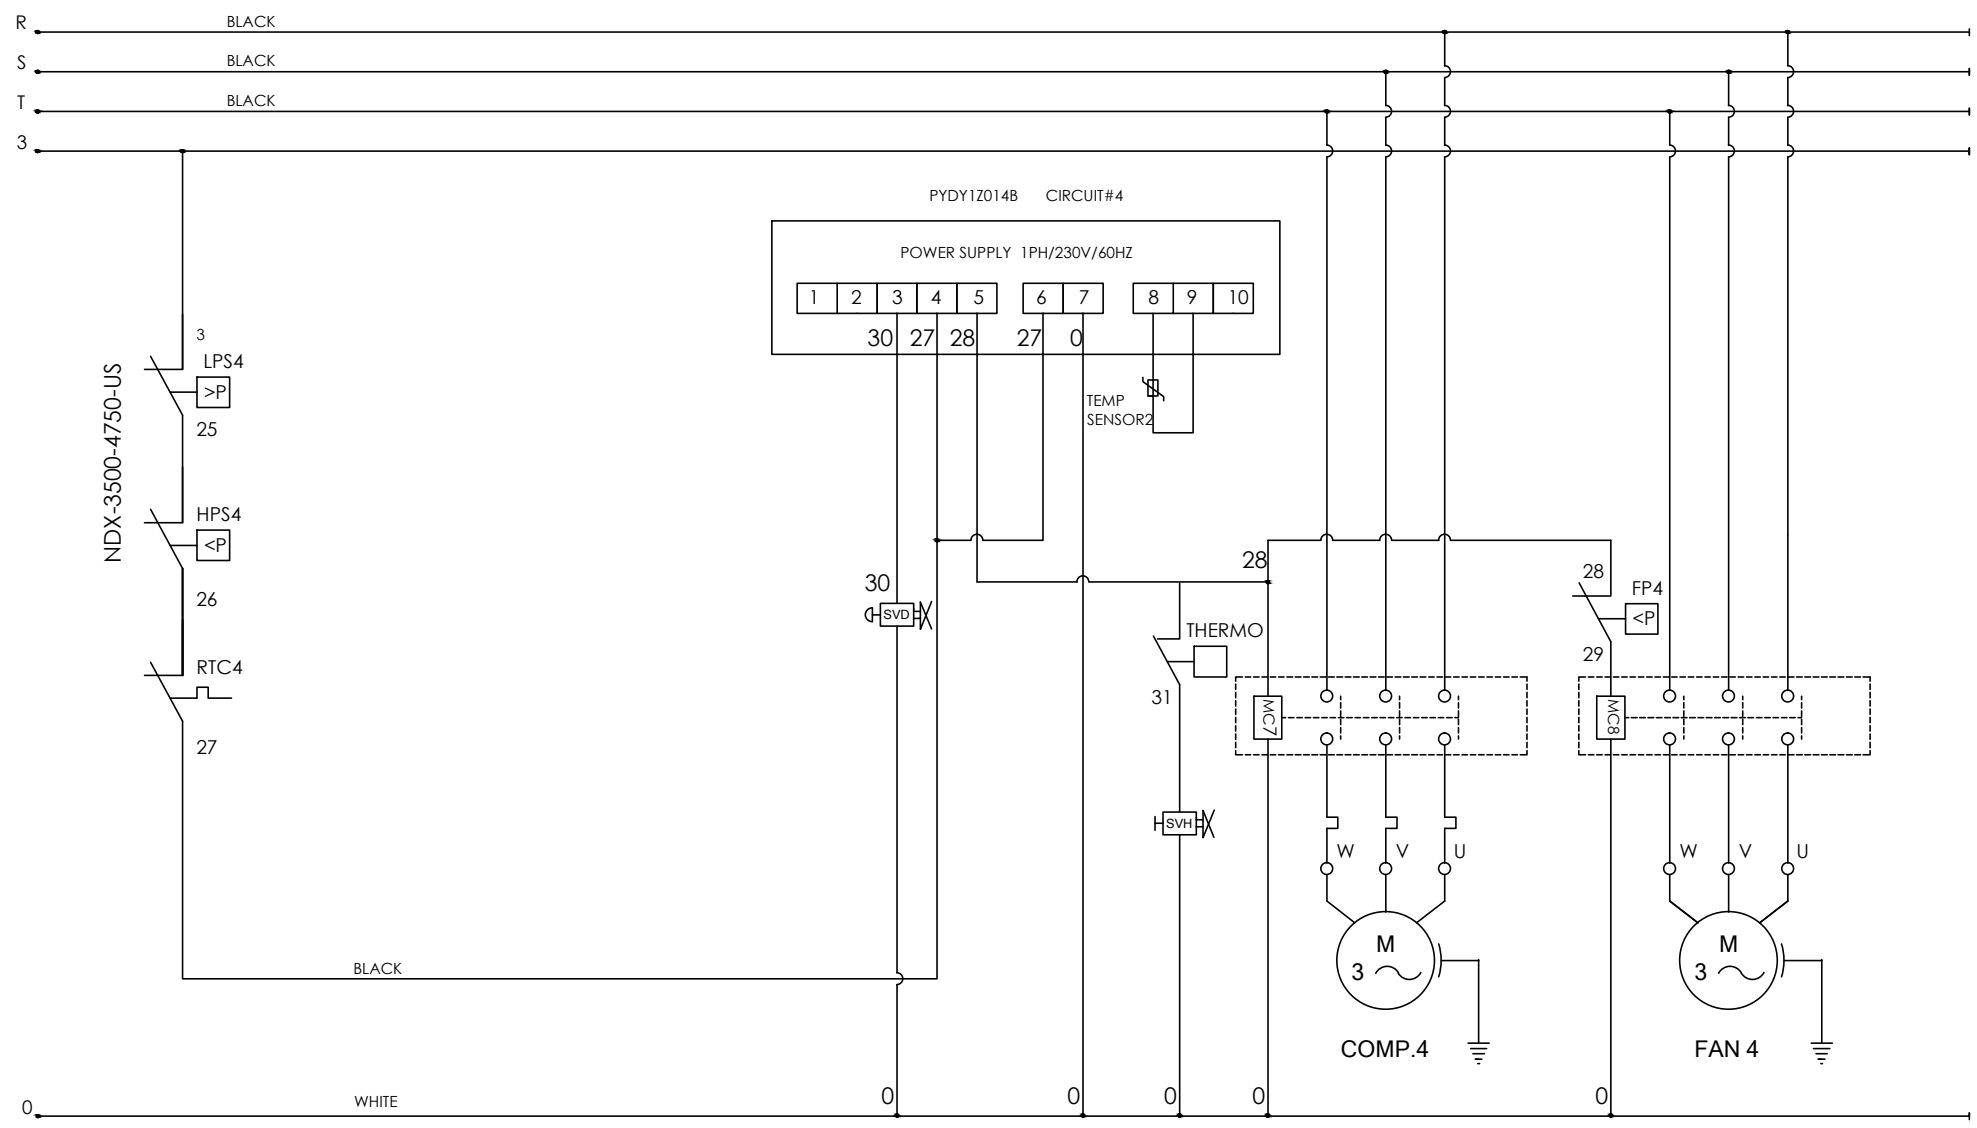 R BLACK
S BLACK
T BLACK
3
PYDY1Z014B CIRCUIT#4
POWER SUPPLY 1PH/230V/60HZ
1 2 3 4 5 6 7 8 9 10
30 27 28 27 0
3
LPS4
>P
25
NDX-3500-4750-US
TEMP
SENSOR2
HPS4
<P
26
RTC4
27
30
SVD
28
28
FP4
<P
29
THERMO
31
MC7
MC8
SVH
W V U
W V U
M
3
M
3
COMP.4
FAN 4
BLACK
0 WHITE
0 0 0 0 0